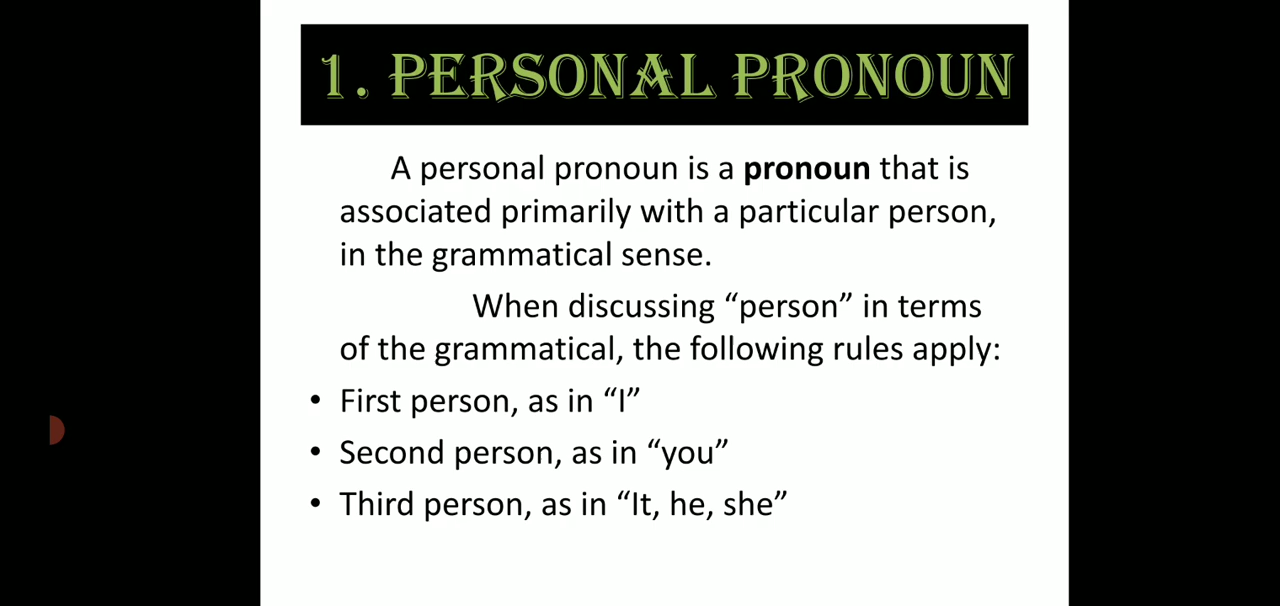 1. PERSONAL PRONOUN
A personal pronoun is a pronoun that is
associated primarily with a particular person,
in the grammatical sense.
When discussing “person” in terms
of the grammatical, the following rules apply:
• First person, as in “I”
• Second person, as in “you”
• Third person, as in “It, he, she”